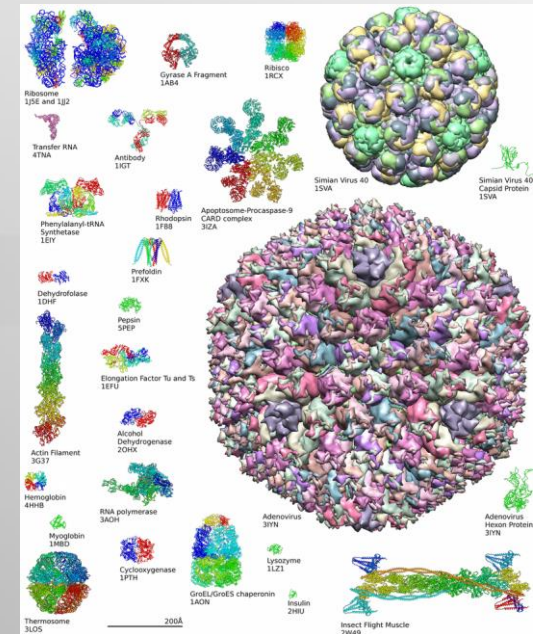 Ribosome
1J5E and 1JJ2
Gyrase A Fragment
1AB4
Ribisco
1RCX
Transfer RNA
4TNA
Antibody
1IGT
Simian Virus 40
1SVA
Simian Virus 40
Capsid Protein
1SVA
Phenylalanyl-tRNA
Synthetase
1EIY
Rhodopsin
1FBB
Apoptosome-Procaspase-9
CARD complex
3IZA
Prefoldin
1FXK
Dehydrofolase
1DHF
Pepsin
5PEP
Elongation Factor Tu and Ts
1EFU
Actin Filament
3G37
Alcohol
Dehydrogenase
2OHX
Hemoglobin
4HHB
RNA polymerase
3AOH
Adenovirus
3IYN
Adenovirus
Hexon Protein
3IYN
Myoglobin
1MBD
Cyclooxygenase
1PTH
GroEL/GroES chaperonin
1AON
Lysozyme
1LZ1
Insulin
2HIU
Thermosome
3LOS
200Å
Insect Flight Muscle
2W49